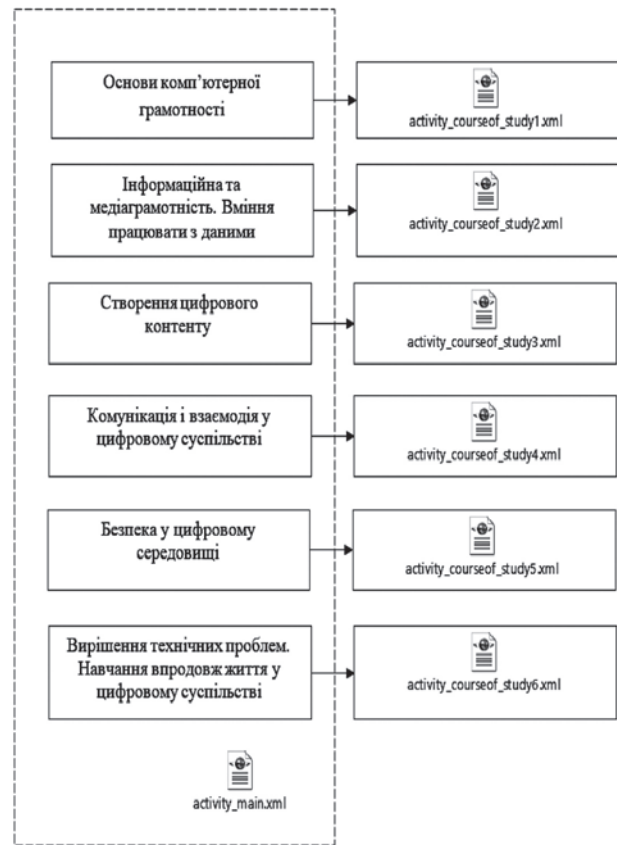 Основи комп’ютерної
грамотності
activity_courseof_study1.xml
Інформаційна та
медіаграмотність. Вміння
працювати з даними
activity_courseof_study2.xml
Створення цифрового
контенту
activity_courseof_study3.xml
Комунікація і взаємодія у
цифровому суспільстві
activity_courseof_study4.xml
Безпека у цифровому
середовищі
activity_courseof_study5.xml
Вирішення технічних проблем.
Навчання впродовж життя у
цифровому суспільстві
activity_courseof_study6.xml
activity_main.xml